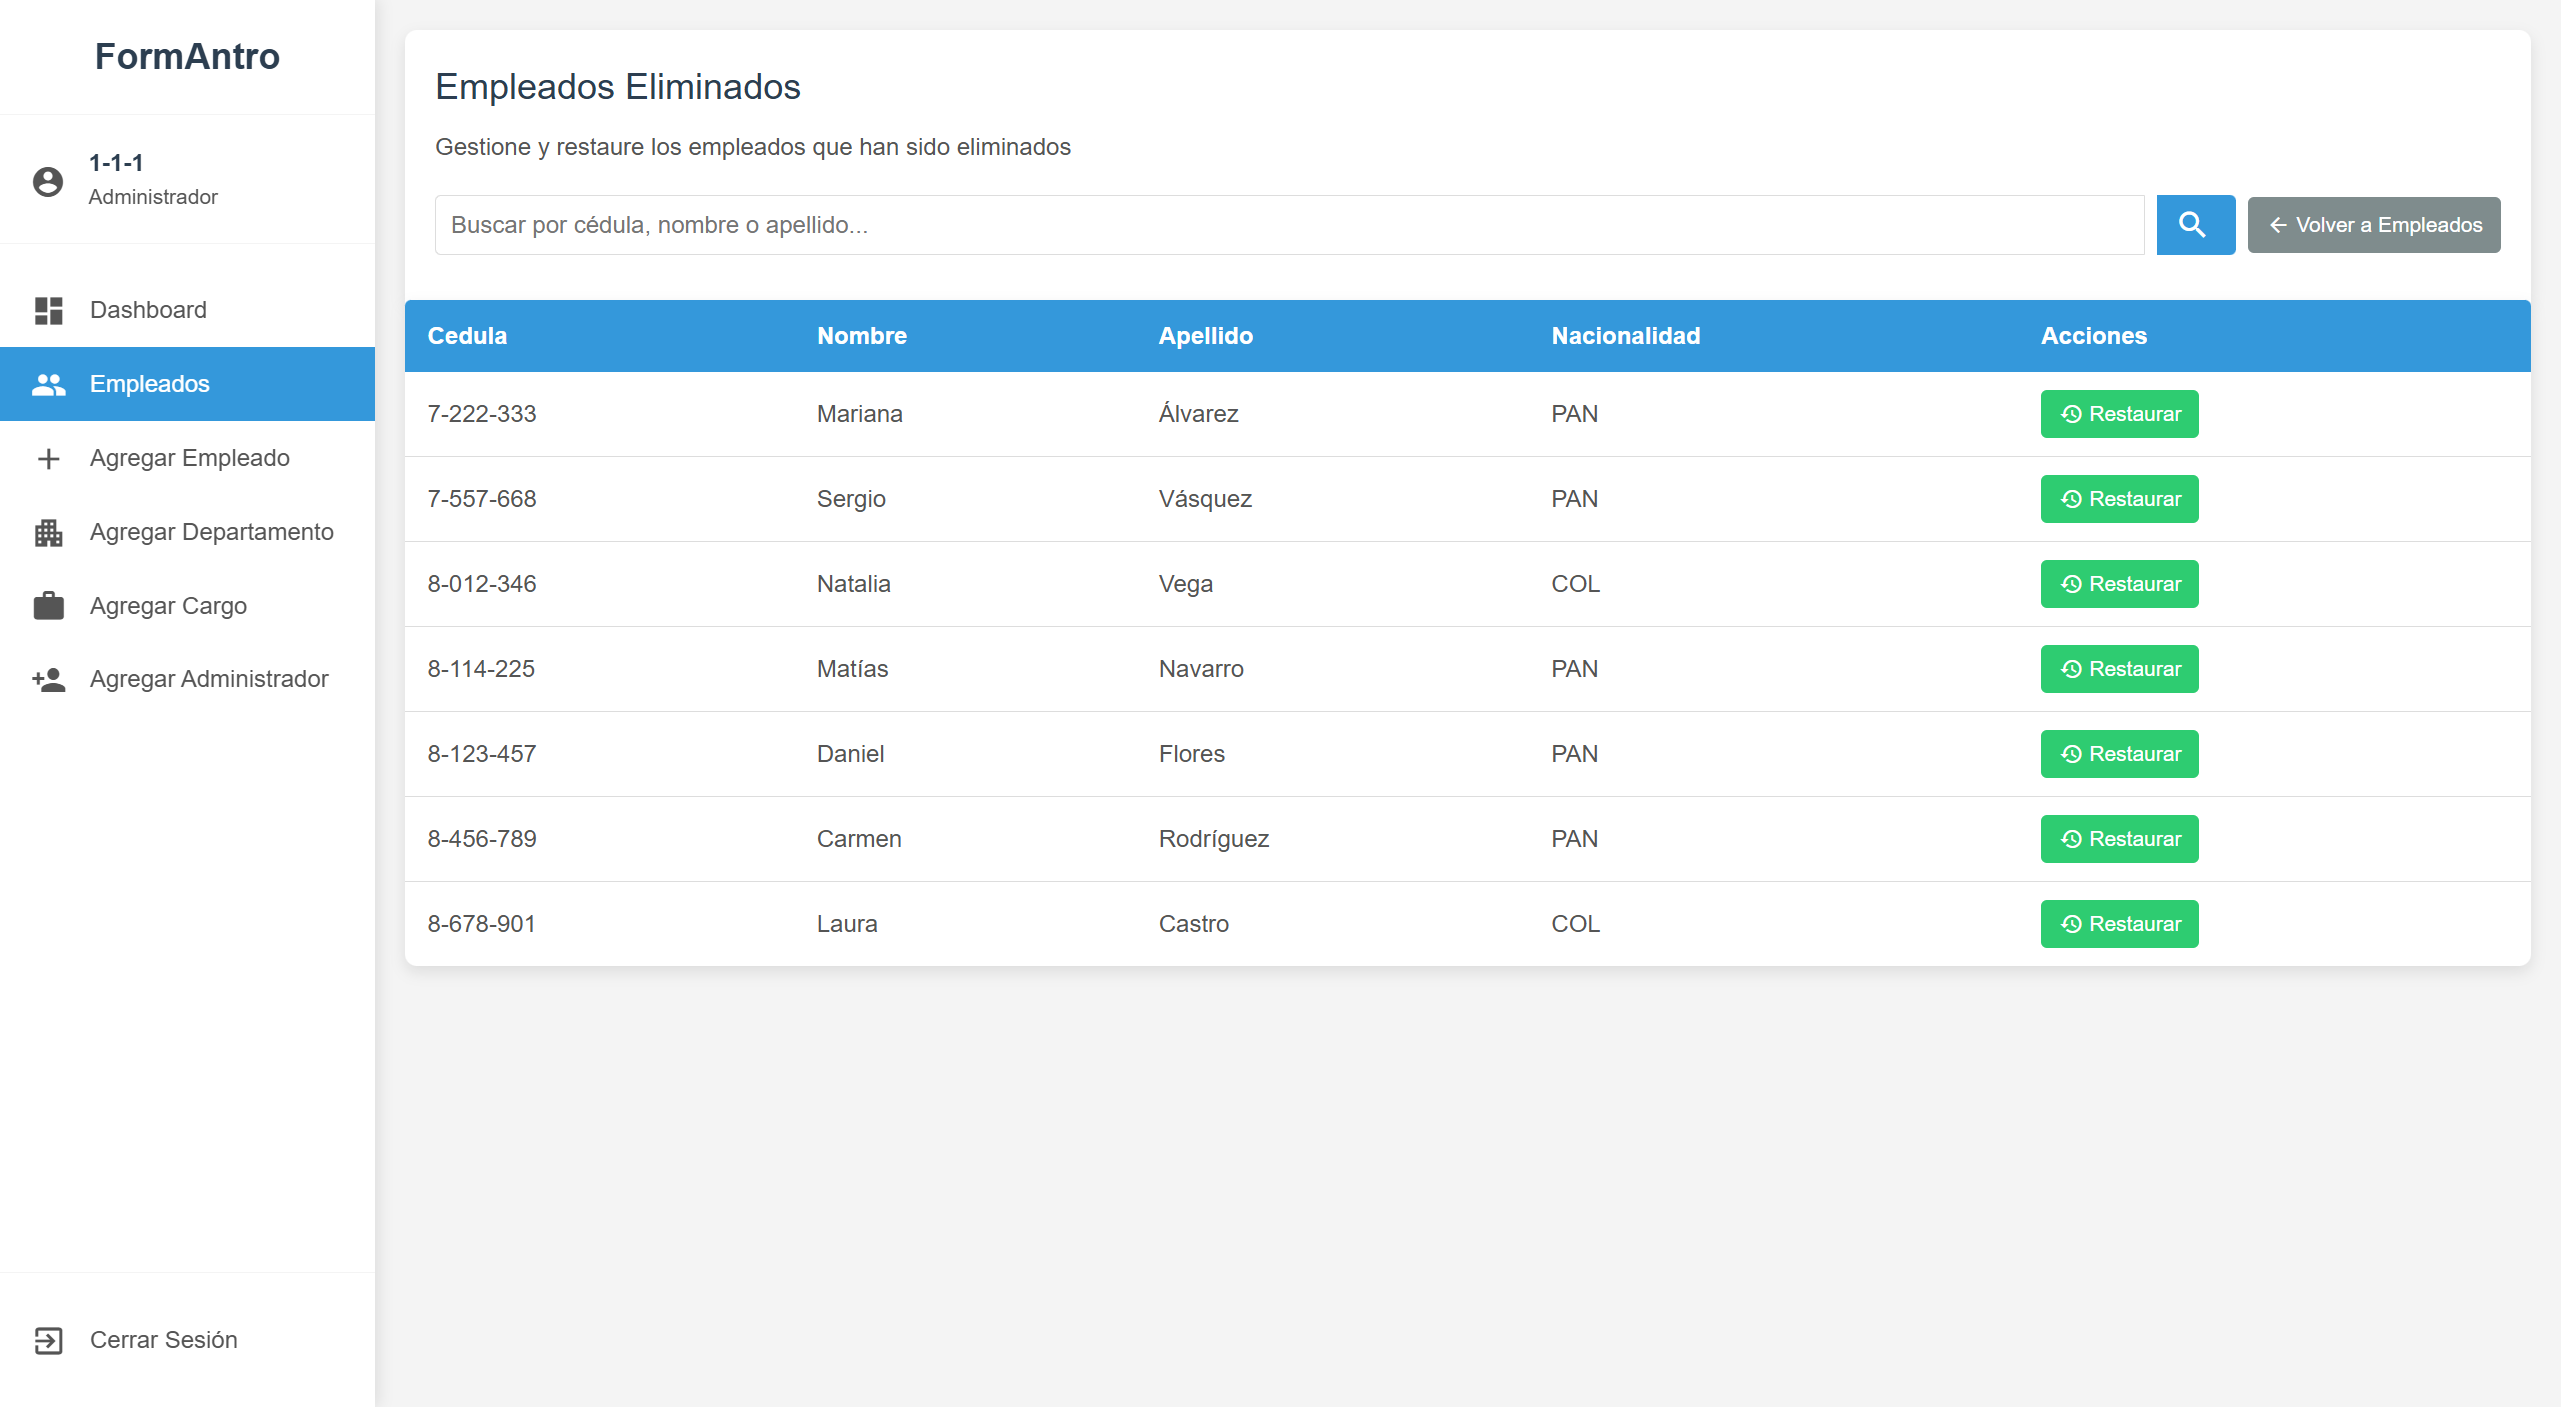 FormAntro
1-1-1
Administrador
Dashboard
Empleados
Agregar Empleado
Agregar Departamento
Agregar Cargo
Agregar Administrador
Cerrar Sesión
Empleados Eliminados
Gestione y restaure los empleados que han sido eliminados
Buscar por cédula, nombre o apellido...
Volver a Empleados
Cedula Nombre Apellido Nacionalidad Acciones
7-222-333 Mariana Álvarez PAN Restaurar
7-557-668 Sergio Vásquez PAN Restaurar
8-012-346 Natalia Vega COL Restaurar
8-114-225 Matías Navarro PAN Restaurar
8-123-457 Daniel Flores PAN Restaurar
8-456-789 Carmen Rodríguez PAN Restaurar
8-678-901 Laura Castro COL Restaurar